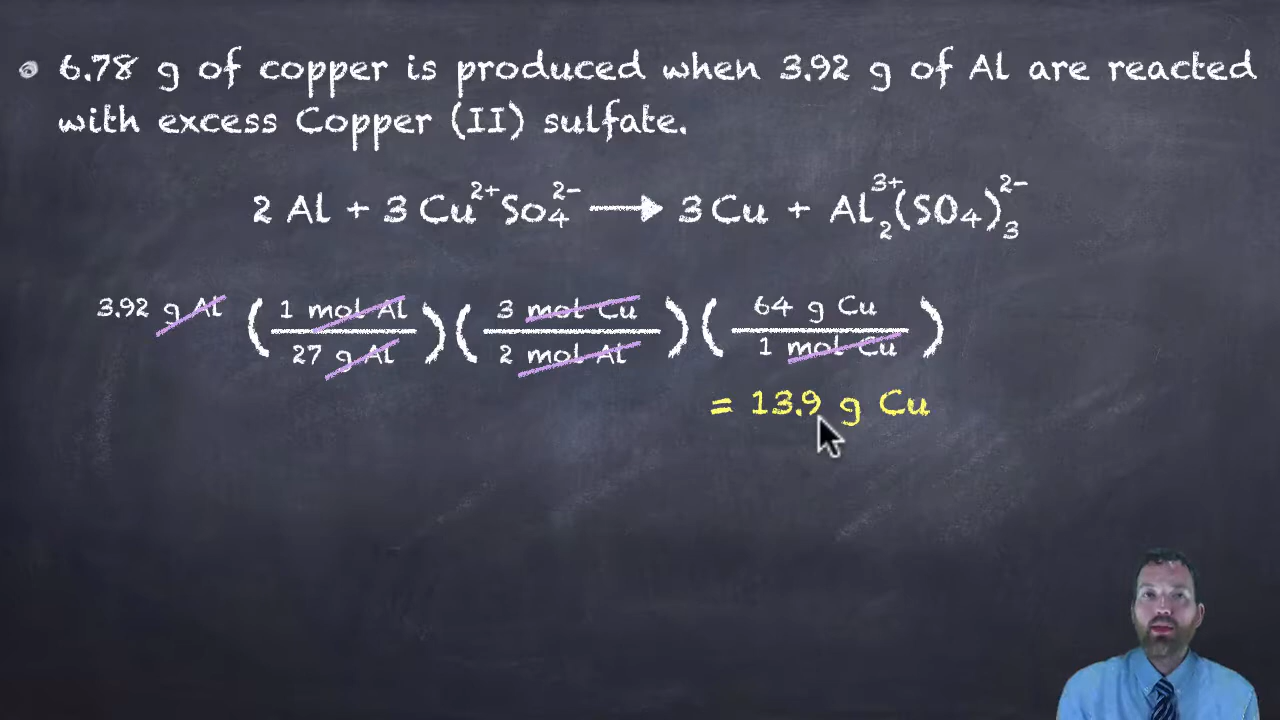 6.78 g of copper is produced when 3.92 g of Al are reacted
with excess Copper (II) sulfate.
2 Al + 3 Cu²⁺So₄²⁻ → 3 Cu + Al₂³⁺(SO₄)₃²⁻
3.92 g Al (1 mol Al / 27 g Al)(3 mol Cu / 2 mol Al)(64 g Cu / 1 mol Cu)
= 13.9 g Cu